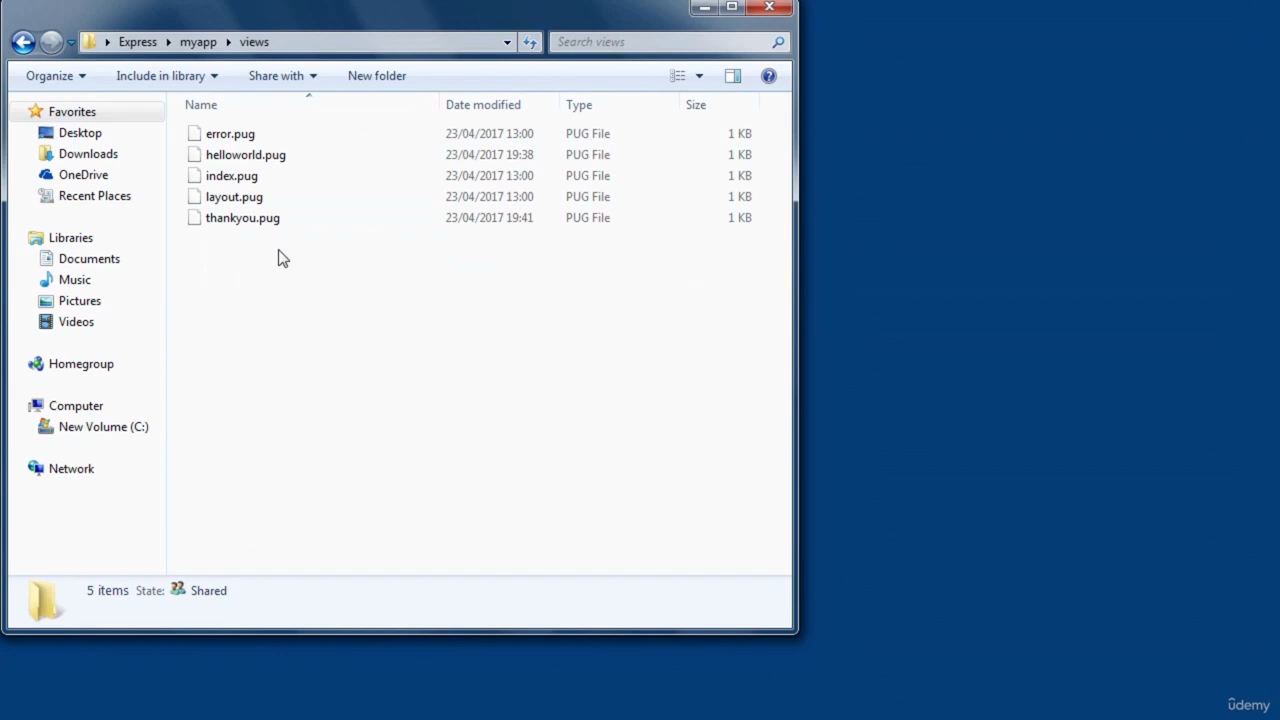 Express myapp views
Search views
Organize Include in library Share with New folder
Name Date modified Type Size
Favorites
Desktop
Downloads
OneDrive
Recent Places
Libraries
Documents
Music
Pictures
Videos
Homegroup
Computer
New Volume (C:)
Network
error.pug 23/04/2017 13:00 PUG File 1 KB
helloworld.pug 23/04/2017 19:38 PUG File 1 KB
index.pug 23/04/2017 13:00 PUG File 1 KB
layout.pug 23/04/2017 13:00 PUG File 1 KB
thankyou.pug 23/04/2017 19:41 PUG File 1 KB
5 items State: Shared
ûdemy